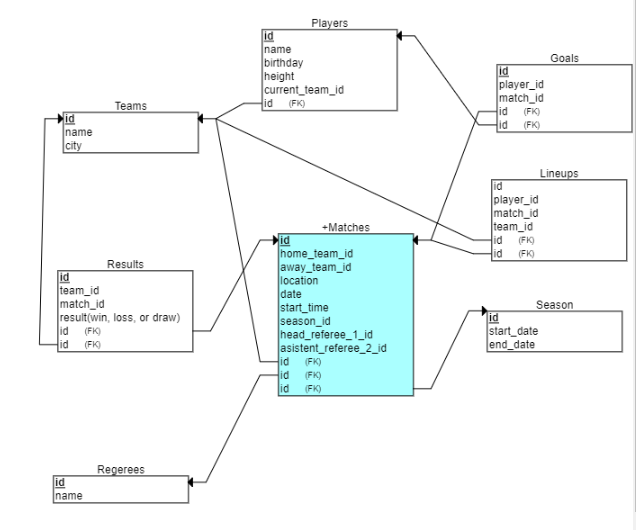 Players
id
name
birthday
height
current_team_id
id (FK)
Goals
id
player_id
match_id
id (FK)
id (FK)
Teams
id
name
city
Lineups
id
player_id
match_id
team_id
id (FK)
id (FK)
+Matches
id
home_team_id
away_team_id
location
date
start_time
season_id
head_referee_1_id
asistent_referee_2_id
id (FK)
id (FK)
id (FK)
Results
id
team_id
match_id
result(win, loss, or draw)
id (FK)
id (FK)
Season
id
start_date
end_date
Regerees
id
name